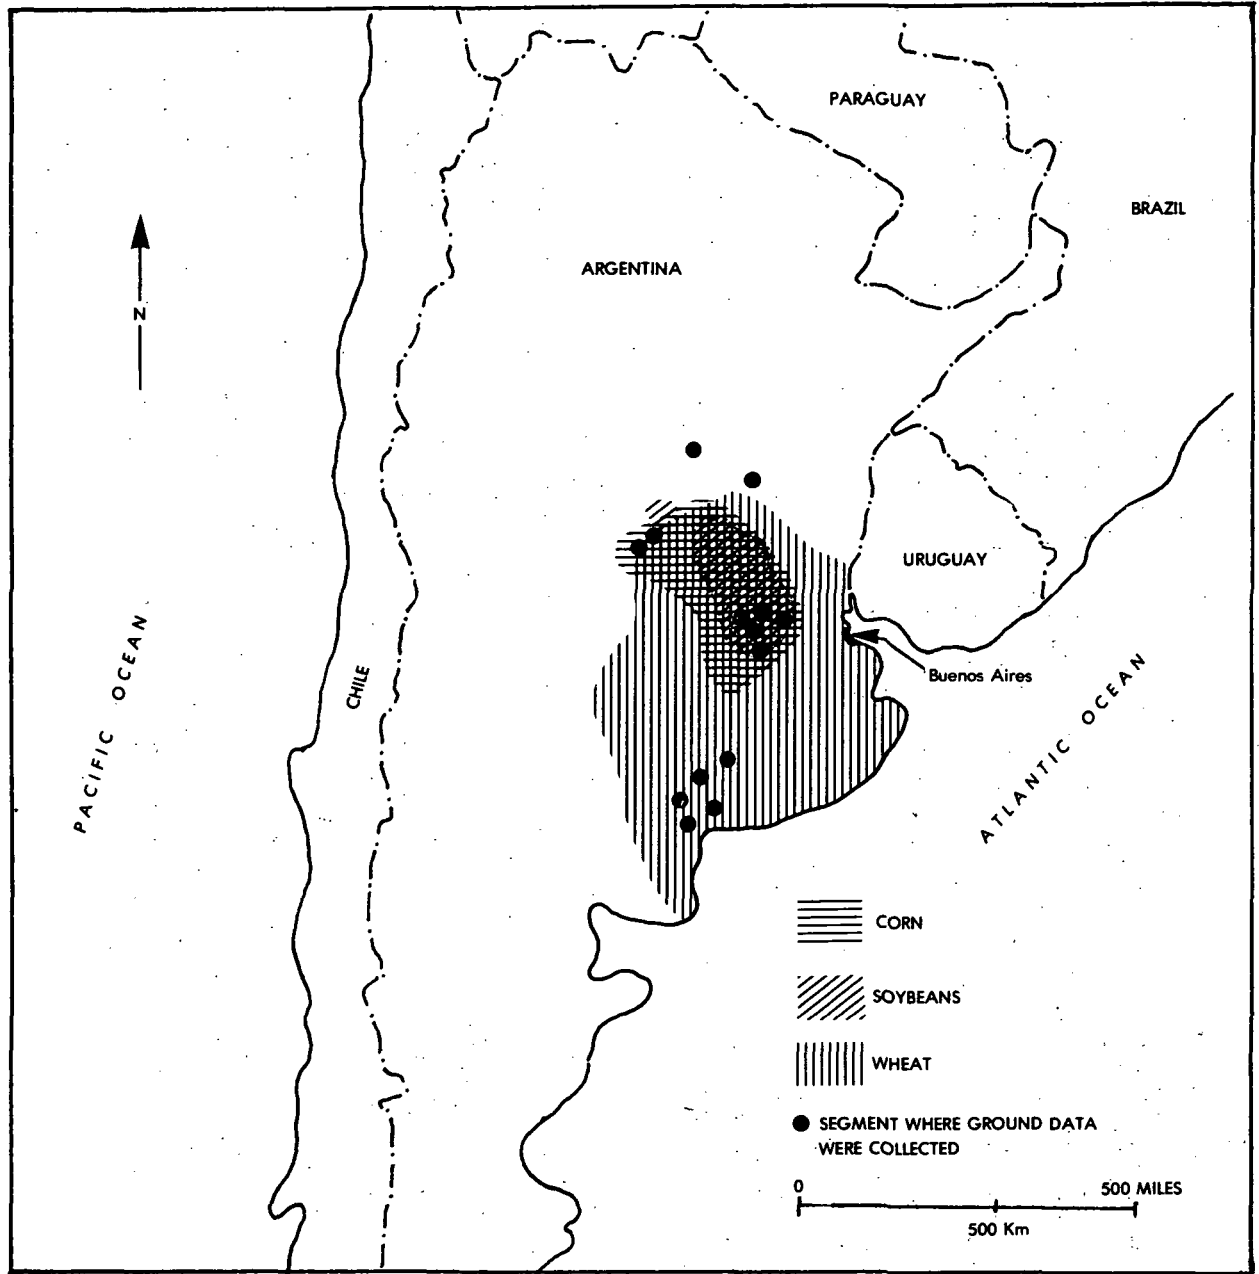 PARAGUAY
BRAZIL
ARGENTINA
N
URUGUAY
PACIFIC OCEAN
CHILE
Buenos Aires
ATLANTIC OCEAN
CORN
SOYBEANS
WHEAT
SEGMENT WHERE GROUND DATA
WERE COLLECTED
0 500 MILES
500 Km